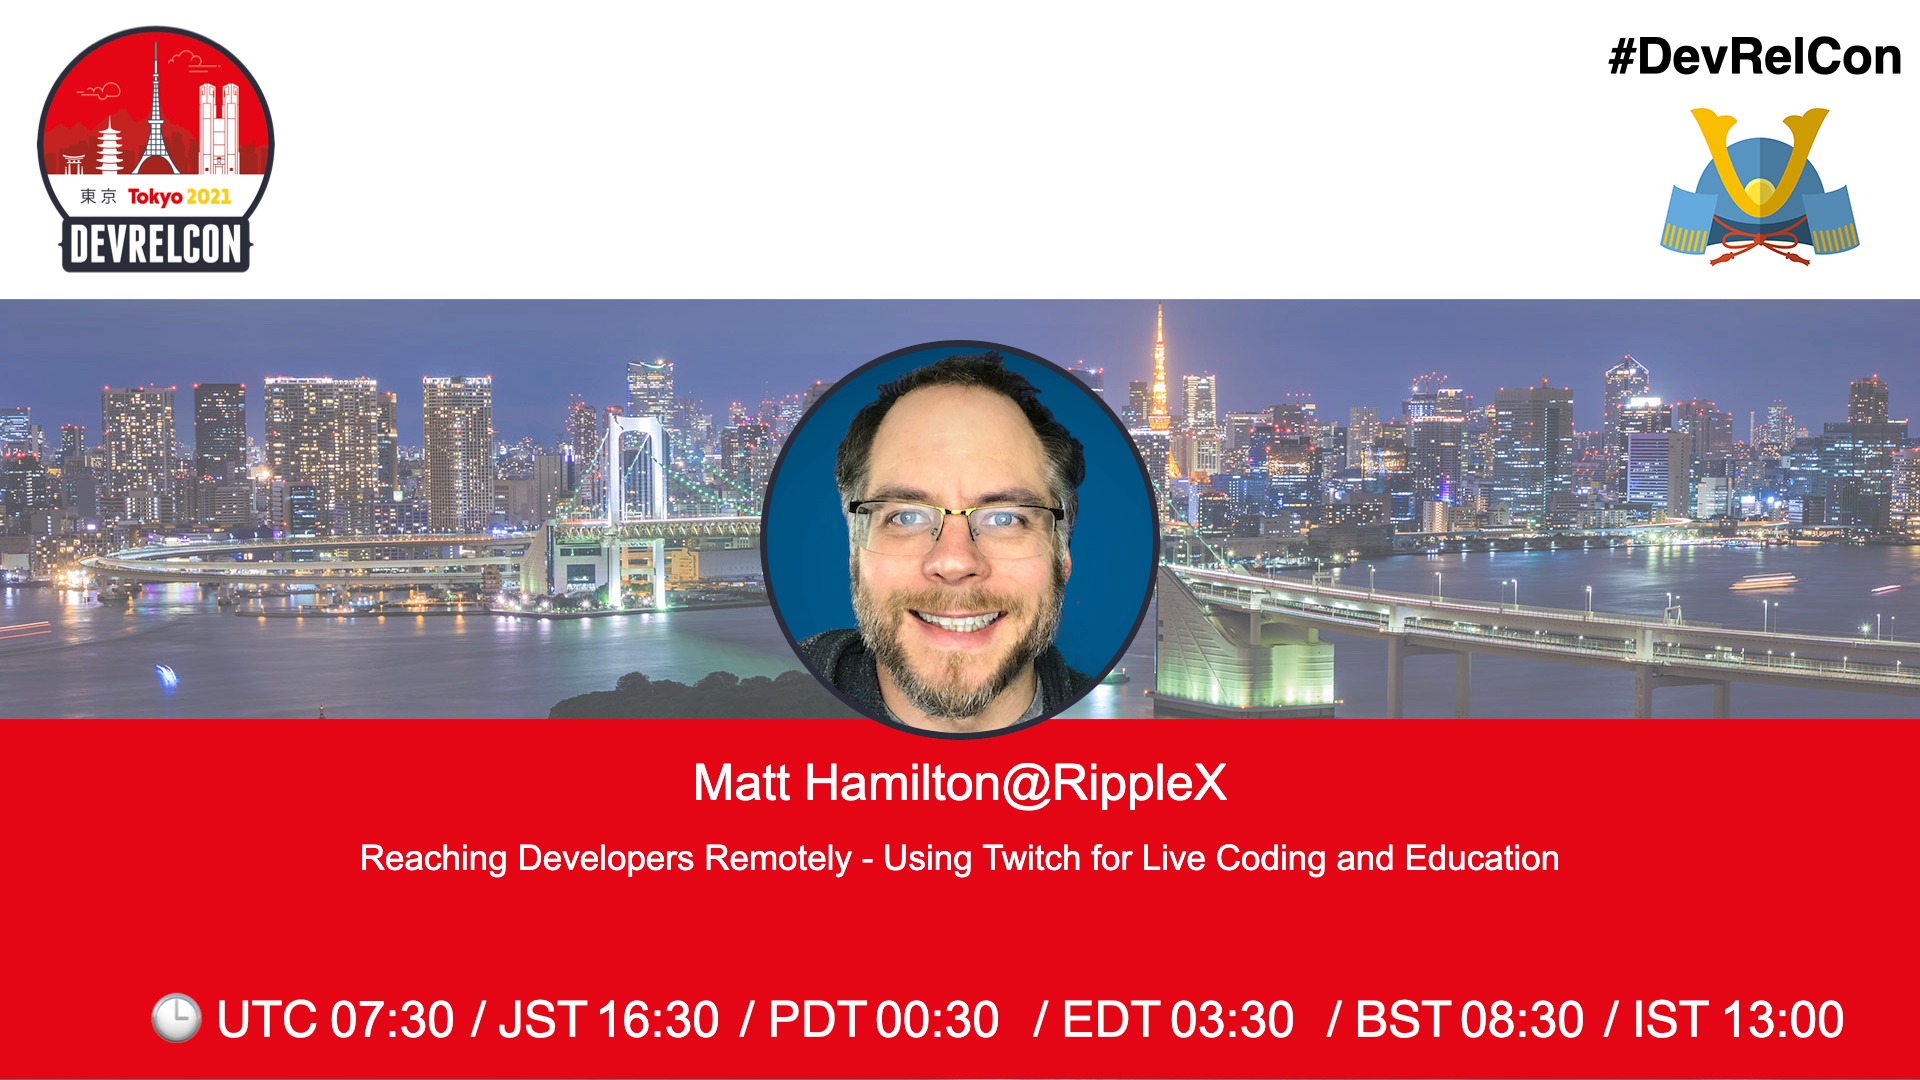 東京 Tokyo 2021
DEVRELCON
#DevRelCon
Matt Hamilton@RippleX
Reaching Developers Remotely - Using Twitch for Live Coding and Education
UTC 07:30 / JST 16:30 / PDT 00:30 / EDT 03:30 / BST 08:30 / IST 13:00